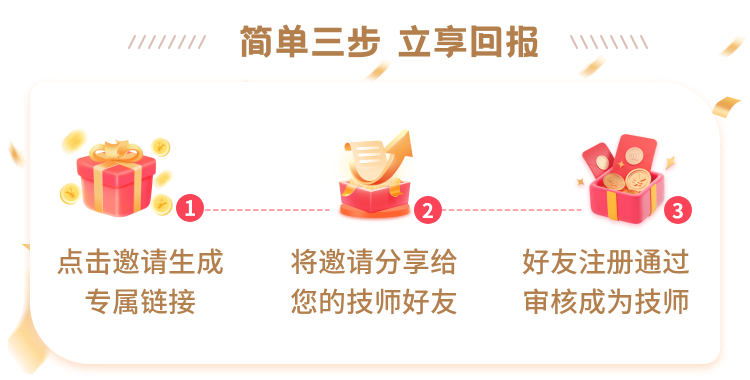 简单三步 立享回报
1
2
3
点击邀请生成
专属链接
将邀请分享给
您的技师好友
好友注册通过
审核成为技师